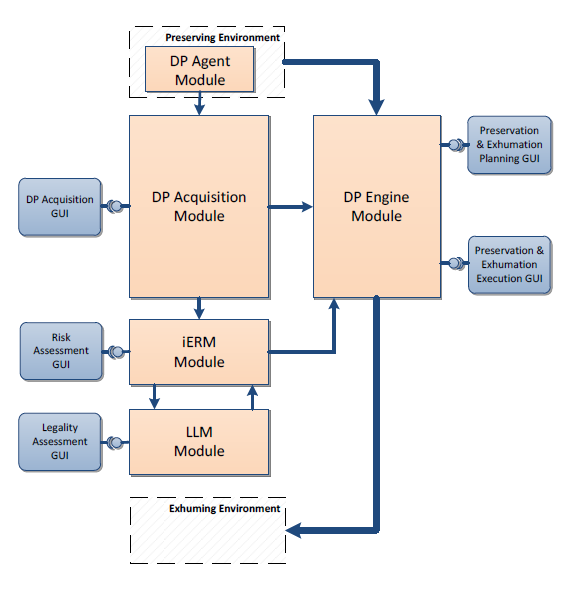 Preserving Environment
DP Agent
Module
DP Acquisition
Module
DP Engine
Module
Preservation
& Exhumation
Planning GUI
DP Acquisition
GUI
Preservation &
Exhumation
Execution GUI
Risk
Assessment
GUI
iERM
Module
Legality
Assessment
GUI
LLM
Module
Exhuming Environment